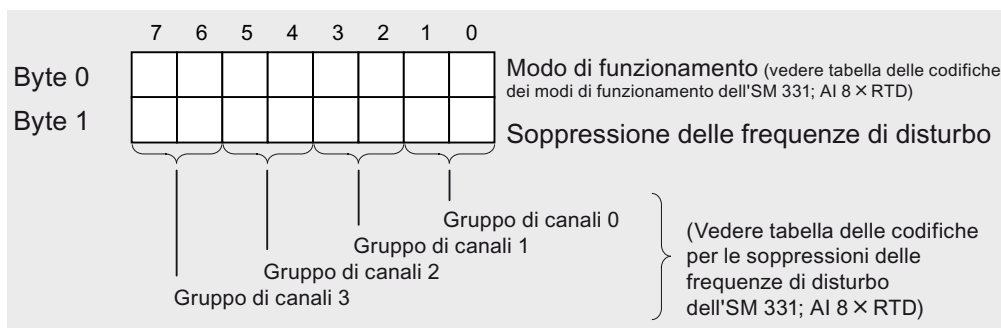 7 6 5 4 3 2 1 0
Byte 0
Modo di funzionamento (vedere tabella delle codifiche
dei modi di funzionamento dell'SM 331; AI 8 × RTD)
Byte 1
Soppressione delle frequenze di disturbo
Gruppo di canali 0
Gruppo di canali 1
Gruppo di canali 2
Gruppo di canali 3
(Vedere tabella delle codifiche
per le soppressioni delle
frequenze di disturbo
dell'SM 331; AI 8 × RTD)